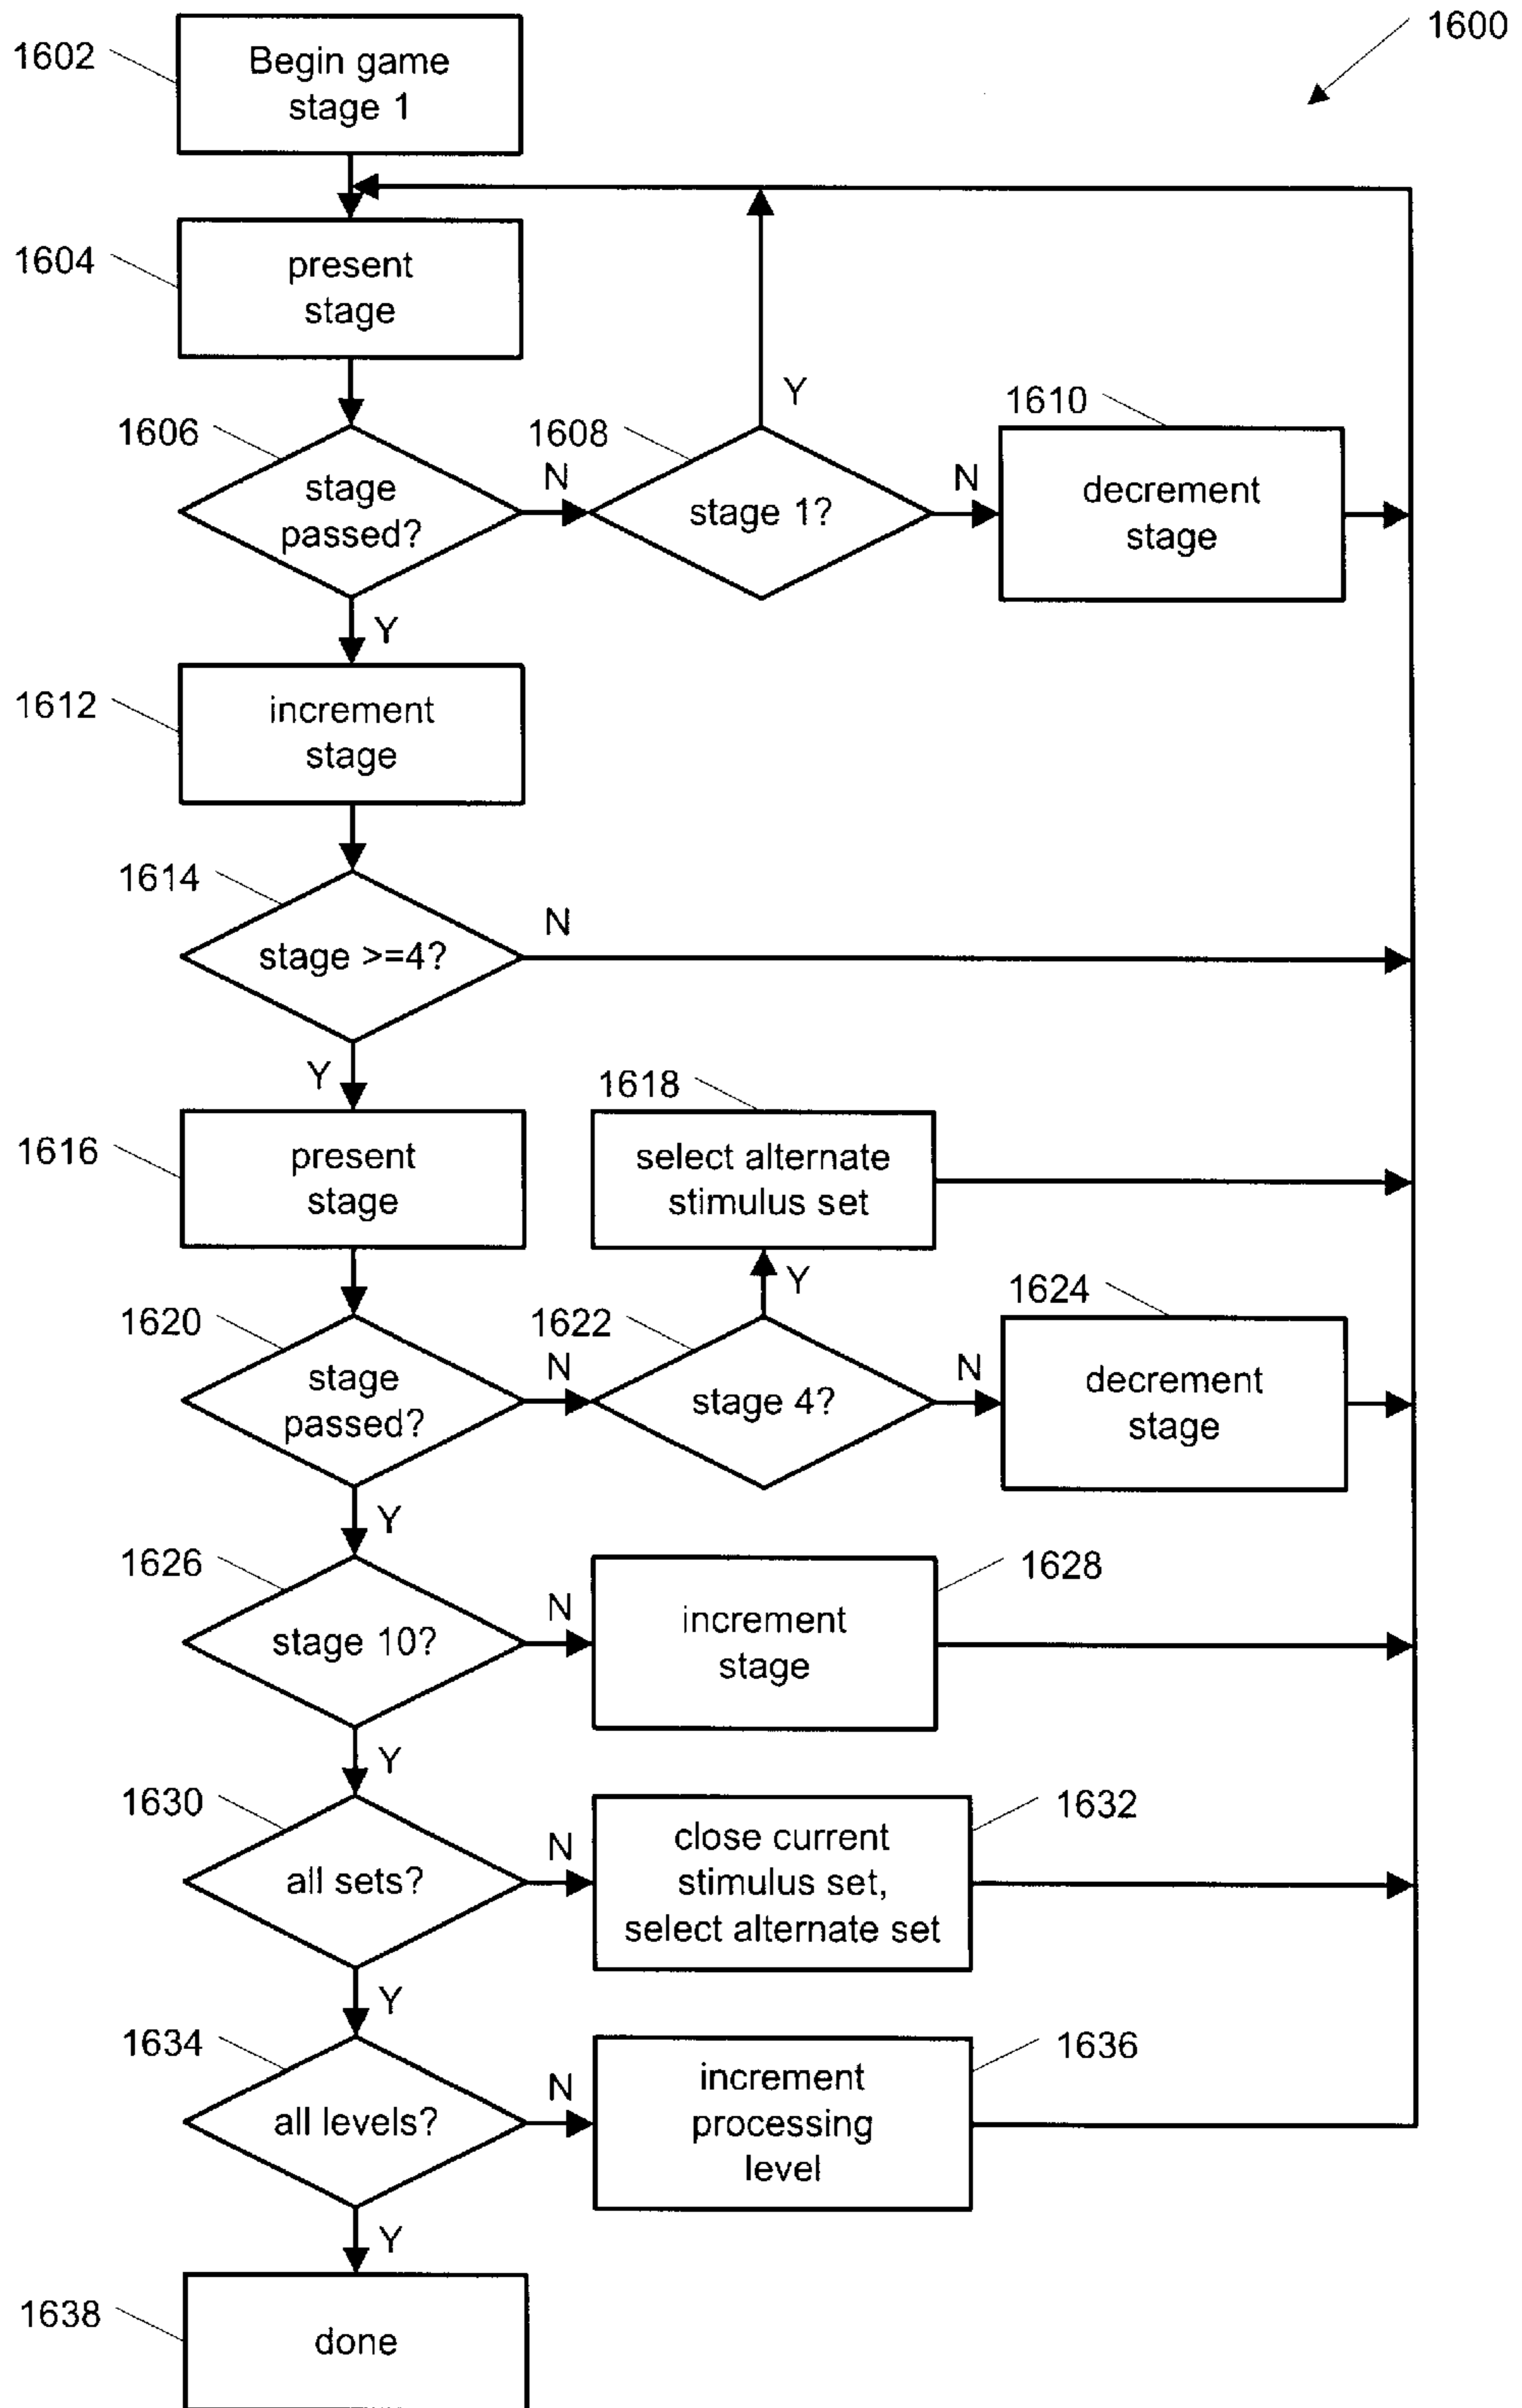 1600
1602
Begin game
stage 1
1604
present
stage
1606
stage
passed?
N
1608
stage 1?
Y
N
1610
decrement
stage
Y
1612
increment
stage
1614
stage >=4?
N
Y
1616
present
stage
1618
select alternate
stimulus set
1620
stage
passed?
N
1622
stage 4?
Y
N
1624
decrement
stage
Y
1626
stage 10?
N
1628
increment
stage
Y
1630
all sets?
N
1632
close current
stimulus set,
select alternate set
Y
1634
all levels?
N
1636
increment
processing
level
Y
1638
done